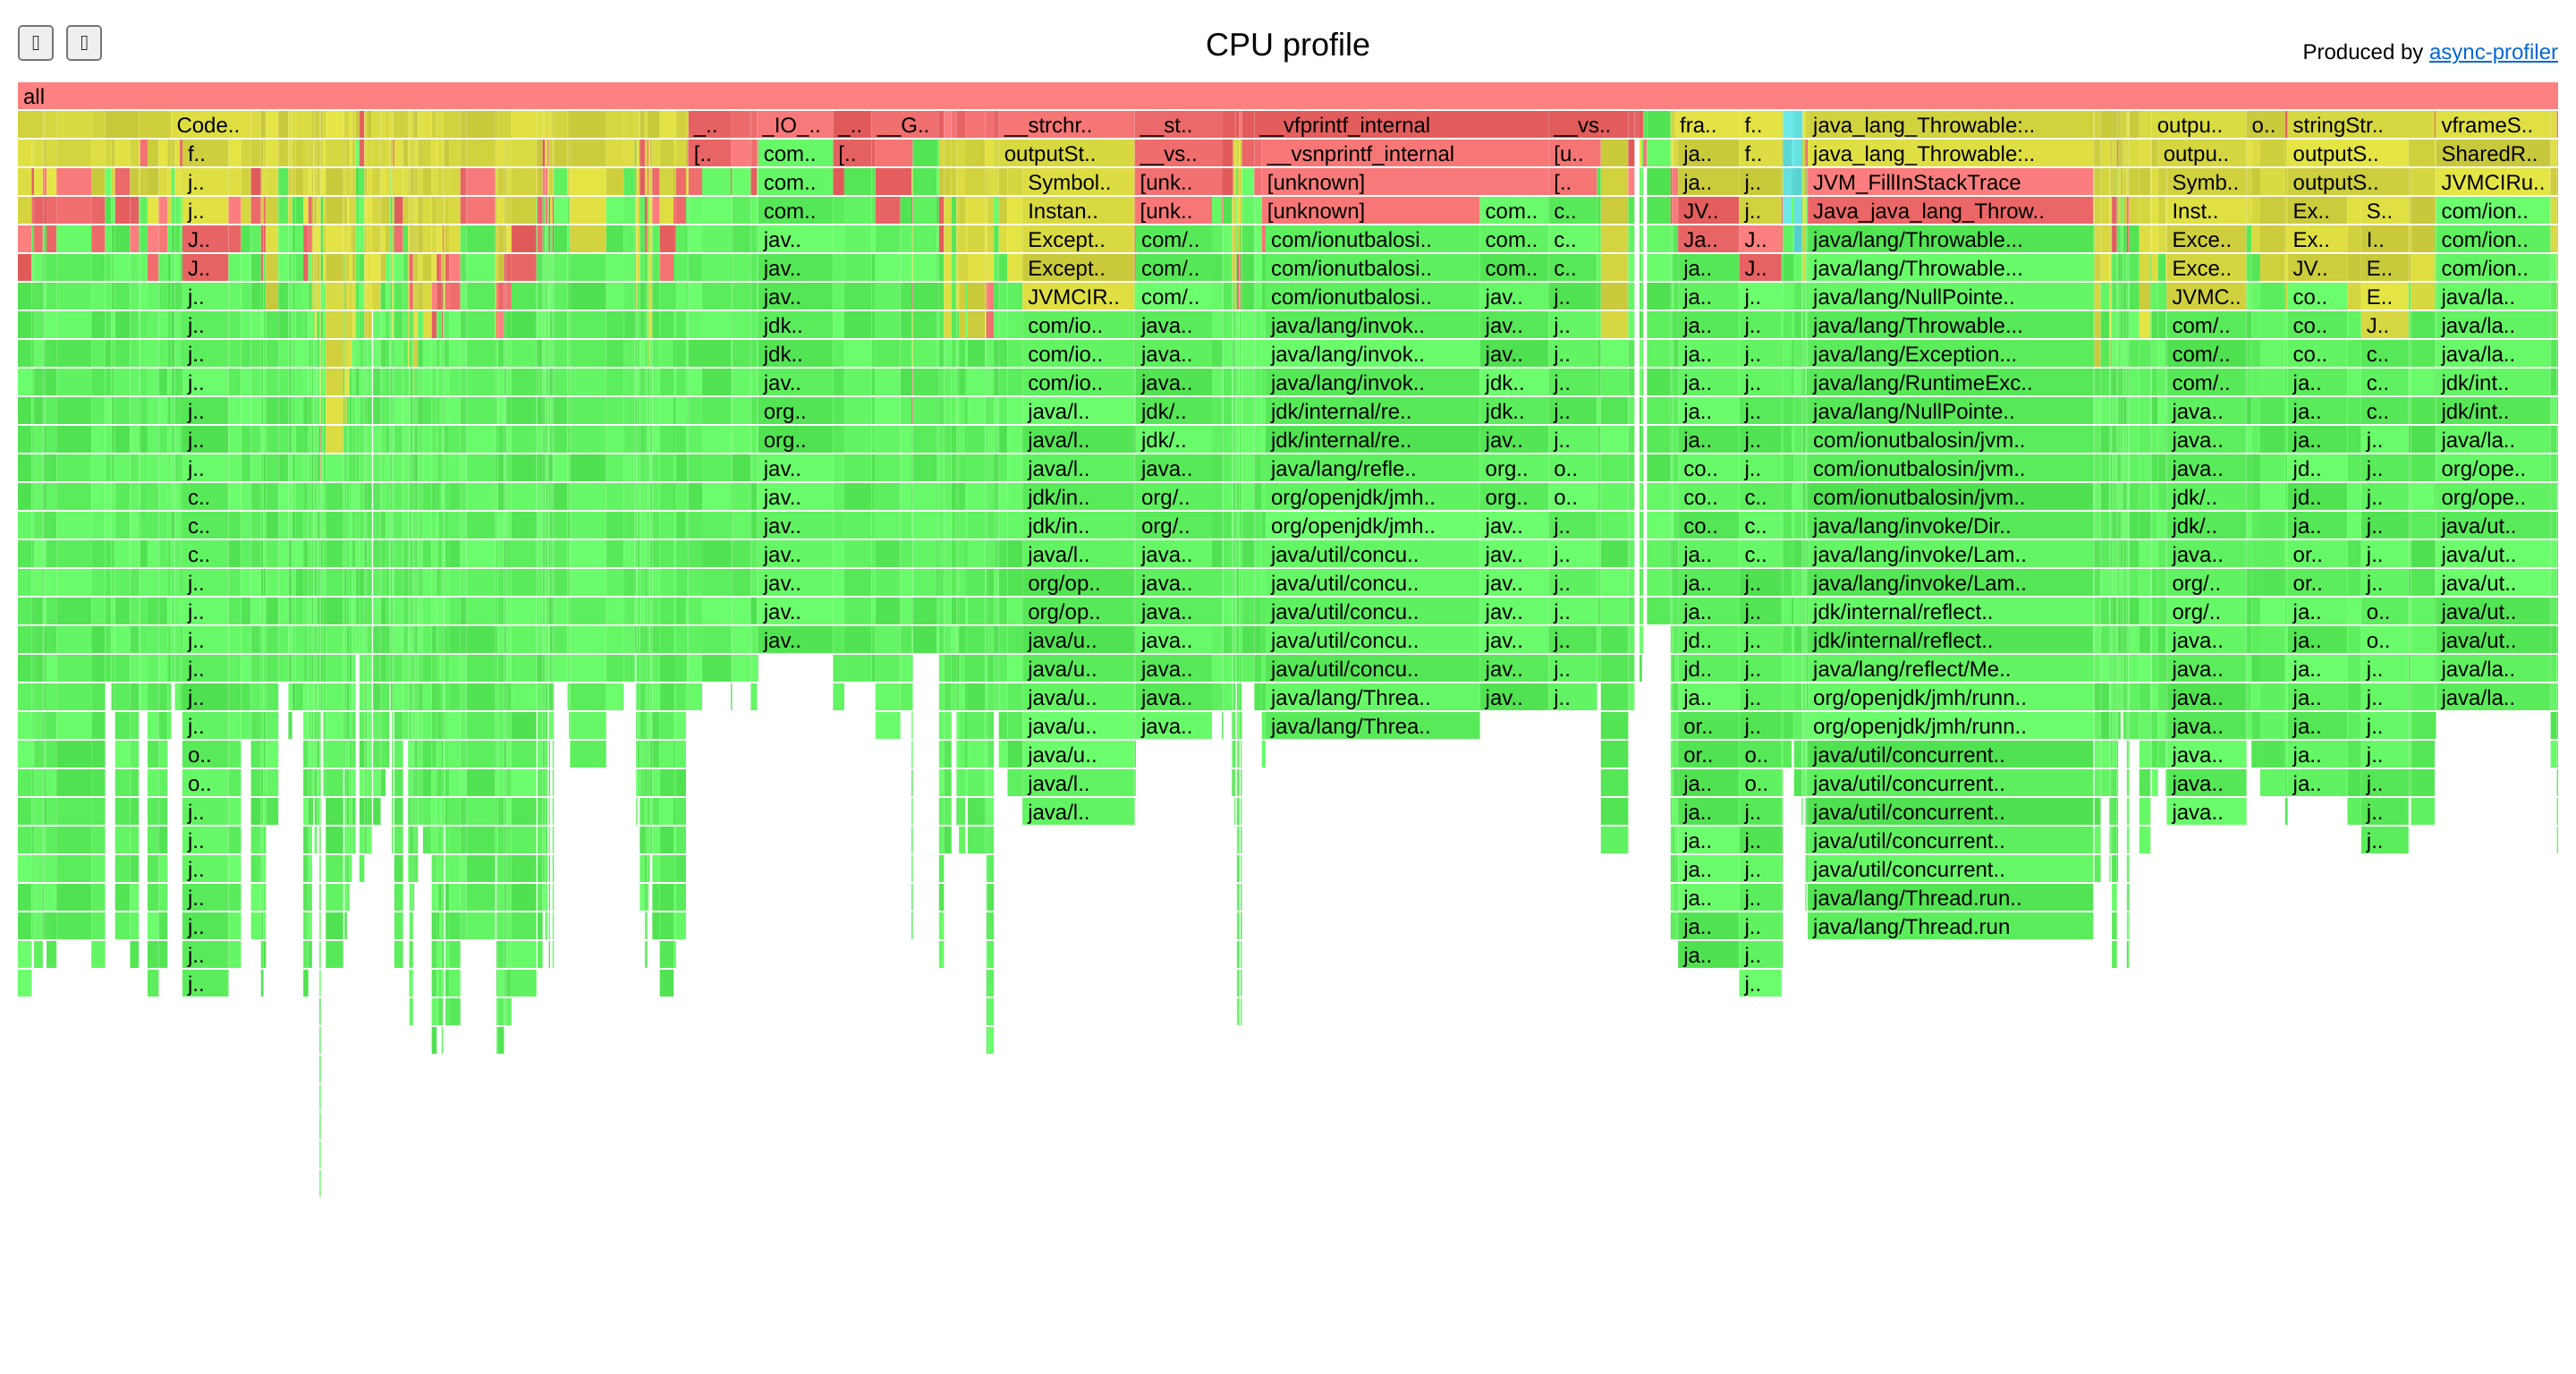 CPU profile
Produced by async-profiler
all
Code.. _.. _IO_.. _.. __G.. __strchr.. __st.. __vfprintf_internal __vs.. fra.. f.. java_lang_Throwable:.. outpu.. o.. stringStr.. vframeS..
f.. [.. com.. [.. outputSt.. __vs.. __vsnprintf_internal [u.. ja.. f.. java_lang_Throwable:.. outpu.. outputS.. SharedR..
j.. com.. Symbol.. [unk.. [unknown] [.. ja.. j.. JVM_FillInStackTrace Symb.. outputS.. JVMCIRu..
j.. com.. Instan.. [unk.. [unknown] com.. c.. JV.. j.. Java_java_lang_Throw.. Inst.. Ex.. S.. com/ion..
J.. jav.. Except.. com/.. com/ionutbalosi.. com.. c.. Ja.. J.. java/lang/Throwable... Exce.. Ex.. I.. com/ion..
J.. jav.. Except.. com/.. com/ionutbalosi.. com.. c.. ja.. J.. java/lang/Throwable... Exce.. JV.. E.. com/ion..
j.. jav.. JVMCIR.. com/.. com/ionutbalosi.. jav.. j.. ja.. j.. java/lang/NullPointe.. JVMC.. co.. E.. java/la..
j.. jdk.. com/io.. java.. java/lang/invok.. jav.. j.. ja.. j.. java/lang/Throwable... com/.. co.. J.. java/la..
j.. jdk.. com/io.. java.. java/lang/invok.. jav.. j.. ja.. j.. java/lang/Exception... com/.. co.. c.. java/la..
j.. jav.. com/io.. java.. java/lang/invok.. jdk.. j.. ja.. j.. java/lang/RuntimeExc.. com/.. ja.. c.. jdk/int..
j.. org.. java/l.. jdk/.. jdk/internal/re.. jdk.. j.. ja.. j.. java/lang/NullPointe.. java.. ja.. c.. jdk/int..
j.. org.. java/l.. jdk/.. jdk/internal/re.. jav.. j.. ja.. j.. com/ionutbalosin/jvm.. java.. ja.. j.. java/la..
j.. jav.. java/l.. java.. java/lang/refle.. org.. o.. co.. j.. com/ionutbalosin/jvm.. java.. jd.. j.. org/ope..
c.. jav.. jdk/in.. org/.. org/openjdk/jmh.. org.. o.. co.. c.. com/ionutbalosin/jvm.. jdk/.. jd.. j.. org/ope..
c.. jav.. jdk/in.. org/.. org/openjdk/jmh.. jav.. j.. co.. c.. java/lang/invoke/Dir.. jdk/.. ja.. j.. java/ut..
c.. jav.. java/l.. java.. java/util/concu.. jav.. j.. ja.. c.. java/lang/invoke/Lam.. java.. or.. j.. java/ut..
j.. jav.. org/op.. java.. java/util/concu.. jav.. j.. ja.. j.. java/lang/invoke/Lam.. org/.. or.. j.. java/ut..
j.. jav.. org/op.. java.. java/util/concu.. jav.. j.. ja.. j.. jdk/internal/reflect.. org/.. ja.. o.. java/ut..
j.. jav.. java/u.. java.. java/util/concu.. jav.. j.. jd.. j.. jdk/internal/reflect.. java.. ja.. o.. java/ut..
j.. java/u.. java.. java/util/concu.. jav.. j.. jd.. j.. java/lang/reflect/Me.. java.. ja.. j.. java/la..
j.. java/u.. java.. java/lang/Threa.. jav.. j.. ja.. j.. org/openjdk/jmh/runn.. java.. ja.. j.. java/la..
j.. java/u.. java.. java/lang/Threa.. or.. j.. org/openjdk/jmh/runn.. java.. ja.. j..
o.. java/u.. or.. o.. java/util/concurrent.. java.. ja.. j..
o.. java/l.. ja.. o.. java/util/concurrent.. java.. ja.. j..
j.. java/l.. ja.. j.. java/util/concurrent.. java.. j..
j.. ja.. j.. java/util/concurrent.. j..
j.. ja.. j.. java/util/concurrent..
j.. ja.. j.. java/lang/Thread.run..
j.. ja.. j.. java/lang/Thread.run
j.. ja.. j..
j.. j..